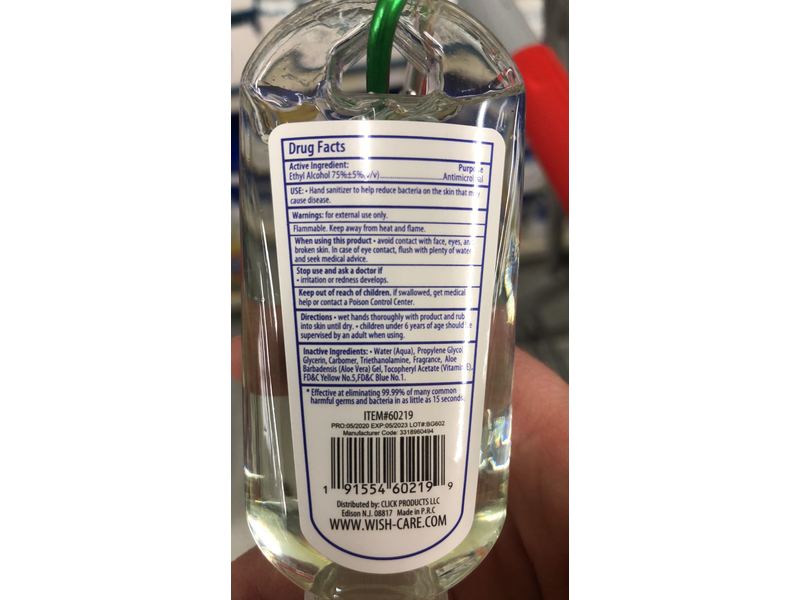 Drug Facts
Active Ingredient: Purpose
Ethyl Alcohol 75%±5%(v/v)..............Antimicrobial
USE: • Hand sanitizer to help reduce bacteria on the skin that may
cause disease.
Warnings: for external use only.
Flammable. Keep away from heat and flame.
When using this product • avoid contact with face, eyes, an
broken skin. In case of eye contact, flush with plenty of water
and seek medical advice.
Stop use and ask a doctor if
• irritation or redness develops.
Keep out of reach of children. if swallowed, get medical
help or contact a Poison Control Center.
Directions • wet hands thoroughly with product and rub
into skin until dry. • children under 6 years of age should be
supervised by an adult when using.
Inactive Ingredients: • Water (Aqua), Propylene Glycol
Glycerin, Carbomer, Triethanolamine, Fragrance, Aloe
Barbadensis (Aloe Vera) Gel, Tocopheryl Acetate (Vitamin E),
FD&C Yellow No.5,FD&C Blue No.1.
* Effective at eliminating 99.99% of many common
harmful germs and bacteria in as little as 15 seconds.
ITEM#60219
PRO:05/2020 EXP:05/2023 LOT#:BG602
Manufacturer Code: 3318960494
1 91554 60219 9
Distributed by: CLICK PRODUCTS LLC
Edison N.J. 08817 Made in P.R.C
WWW.WISH-CARE.COM